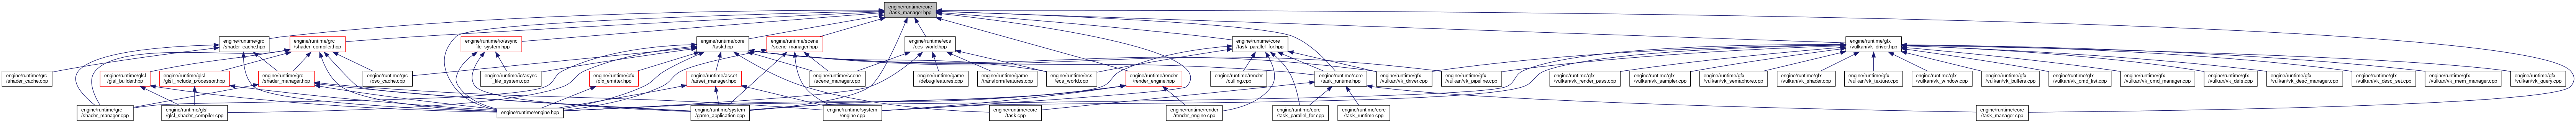 engine/runtime/core
/task_manager.hpp
engine/runtime/grc
/shader_cache.hpp
engine/runtime/grc
/shader_compiler.hpp
engine/runtime/io/async
_file_system.hpp
engine/runtime/core
/task.hpp
engine/runtime/scene
/scene_manager.hpp
engine/runtime/ecs
/ecs_world.hpp
engine/runtime/core
/task_parallel_for.hpp
engine/runtime/gfx
/vulkan/vk_driver.hpp
engine/runtime/grc
/shader_cache.cpp
engine/runtime/glsl
/glsl_builder.hpp
engine/runtime/glsl
/glsl_include_processor.hpp
engine/runtime/grc
/shader_manager.hpp
engine/runtime/grc
/pso_cache.cpp
engine/runtime/io/async
_file_system.cpp
engine/runtime/pfx
/pfx_emitter.hpp
engine/runtime/asset
/asset_manager.hpp
engine/runtime/scene
/scene_manager.cpp
engine/runtime/game
/debug/features.cpp
engine/runtime/game
/transform/features.cpp
engine/runtime/ecs
/ecs_world.cpp
engine/runtime/render
/render_engine.hpp
engine/runtime/render
/culling.cpp
engine/runtime/core
/task_runtime.hpp
engine/runtime/gfx
/vulkan/vk_driver.cpp
engine/runtime/gfx
/vulkan/vk_pipeline.cpp
engine/runtime/gfx
/vulkan/vk_render_pass.cpp
engine/runtime/gfx
/vulkan/vk_sampler.cpp
engine/runtime/gfx
/vulkan/vk_semaphore.cpp
engine/runtime/gfx
/vulkan/vk_shader.cpp
engine/runtime/gfx
/vulkan/vk_texture.cpp
engine/runtime/gfx
/vulkan/vk_window.cpp
engine/runtime/gfx
/vulkan/vk_buffers.cpp
engine/runtime/gfx
/vulkan/vk_cmd_list.cpp
engine/runtime/gfx
/vulkan/vk_cmd_manager.cpp
engine/runtime/gfx
/vulkan/vk_defs.cpp
engine/runtime/gfx
/vulkan/vk_desc_manager.cpp
engine/runtime/gfx
/vulkan/vk_desc_set.cpp
engine/runtime/gfx
/vulkan/vk_mem_manager.cpp
engine/runtime/gfx
/vulkan/vk_query.cpp
engine/runtime/grc
/shader_manager.cpp
engine/runtime/glsl
/glsl_shader_compiler.cpp
engine/runtime/engine.hpp
engine/runtime/system
/game_application.cpp
engine/runtime/system
/engine.cpp
engine/runtime/core
/task.cpp
engine/runtime/render
/render_engine.cpp
engine/runtime/core
/task_parallel_for.cpp
engine/runtime/core
/task_runtime.cpp
engine/runtime/core
/task_manager.cpp